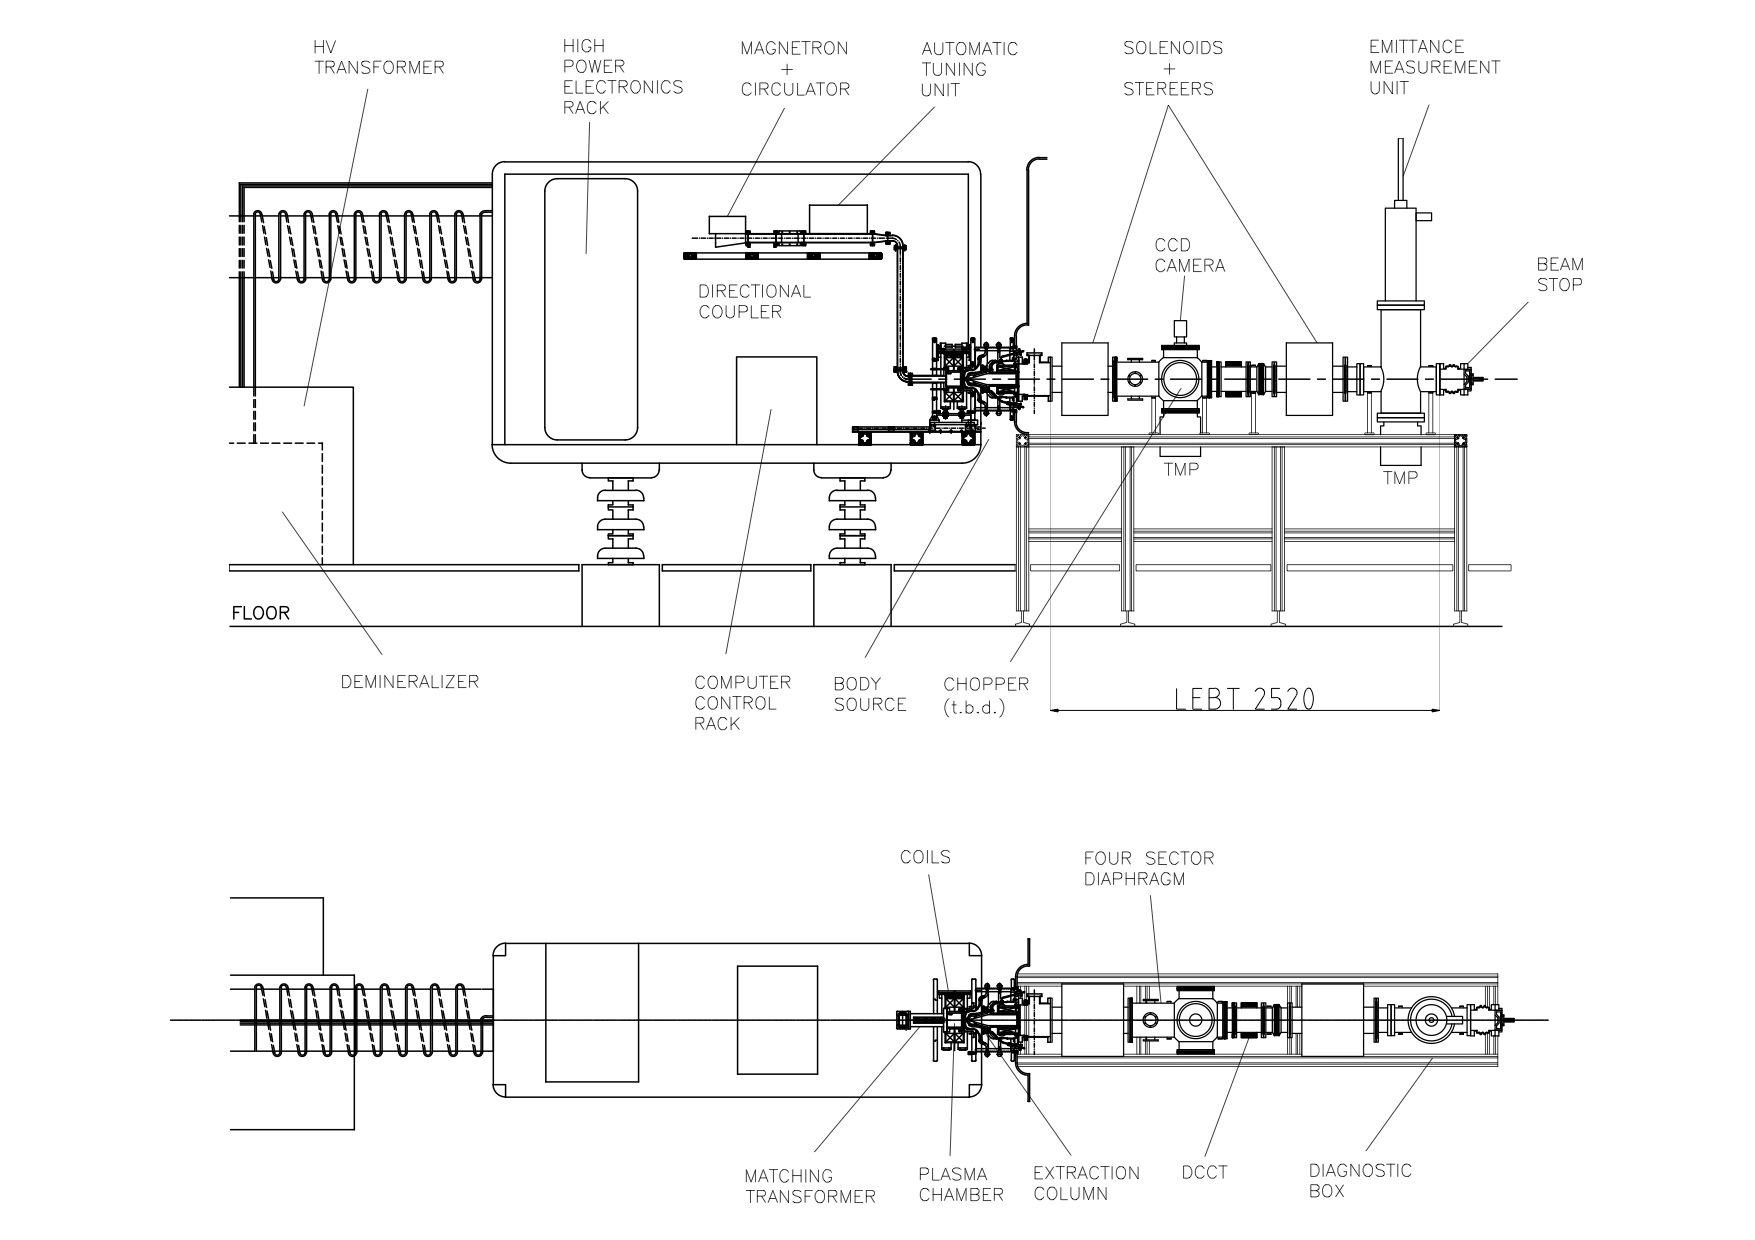 HV
TRANSFORMER
HIGH
POWER
ELECTRONICS
RACK
MAGNETRON
+
CIRCULATOR
AUTOMATIC
TUNING
UNIT
SOLENOIDS
+
STEREERS
EMITTANCE
MEASUREMENT
UNIT
CCD
CAMERA
BEAM
STOP
DIRECTIONAL
COUPLER
TMP
TMP
FLOOR
DEMINERALIZER
COMPUTER
CONTROL
RACK
BODY
SOURCE
CHOPPER
(t.b.d.)
LEBT 2520
COILS
FOUR SECTOR
DIAPHRAGM
MATCHING
TRANSFORMER
PLASMA
CHAMBER
EXTRACTION
COLUMN
DCCT
DIAGNOSTIC
BOX